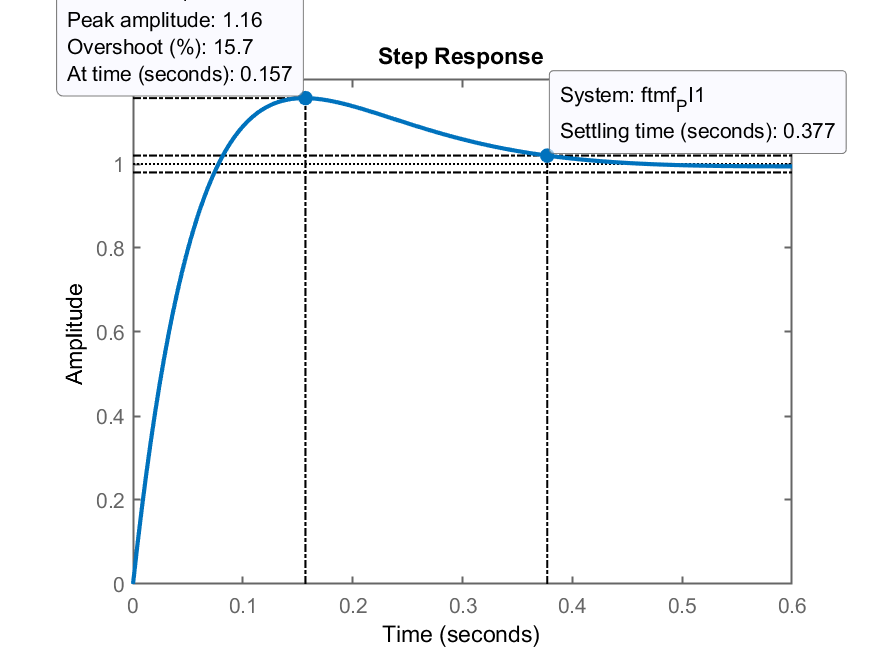 Peak amplitude: 1.16
Overshoot (%): 15.7
At time (seconds): 0.157
Step Response
System: ftmfPI1
Settling time (seconds): 0.377
1
0.8
0.6
0.4
0.2
0
Amplitude
0
0.1
0.2
0.3
0.4
0.5
0.6
Time (seconds)